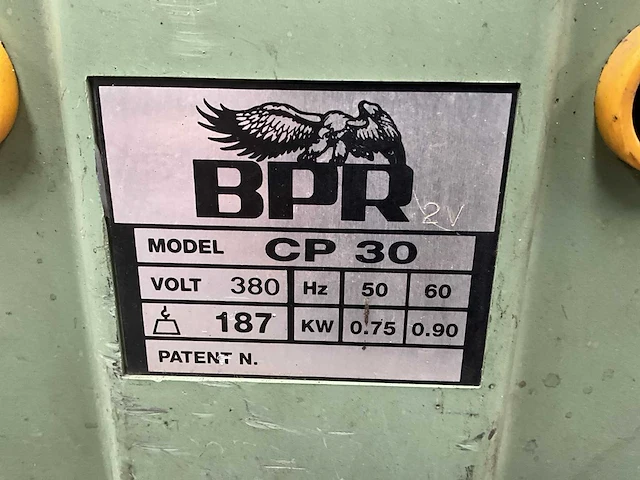 BPR 2V
MODEL CP 30
VOLT 380 Hz 50 60
187 KW 0.75 0.90
PATENT N.